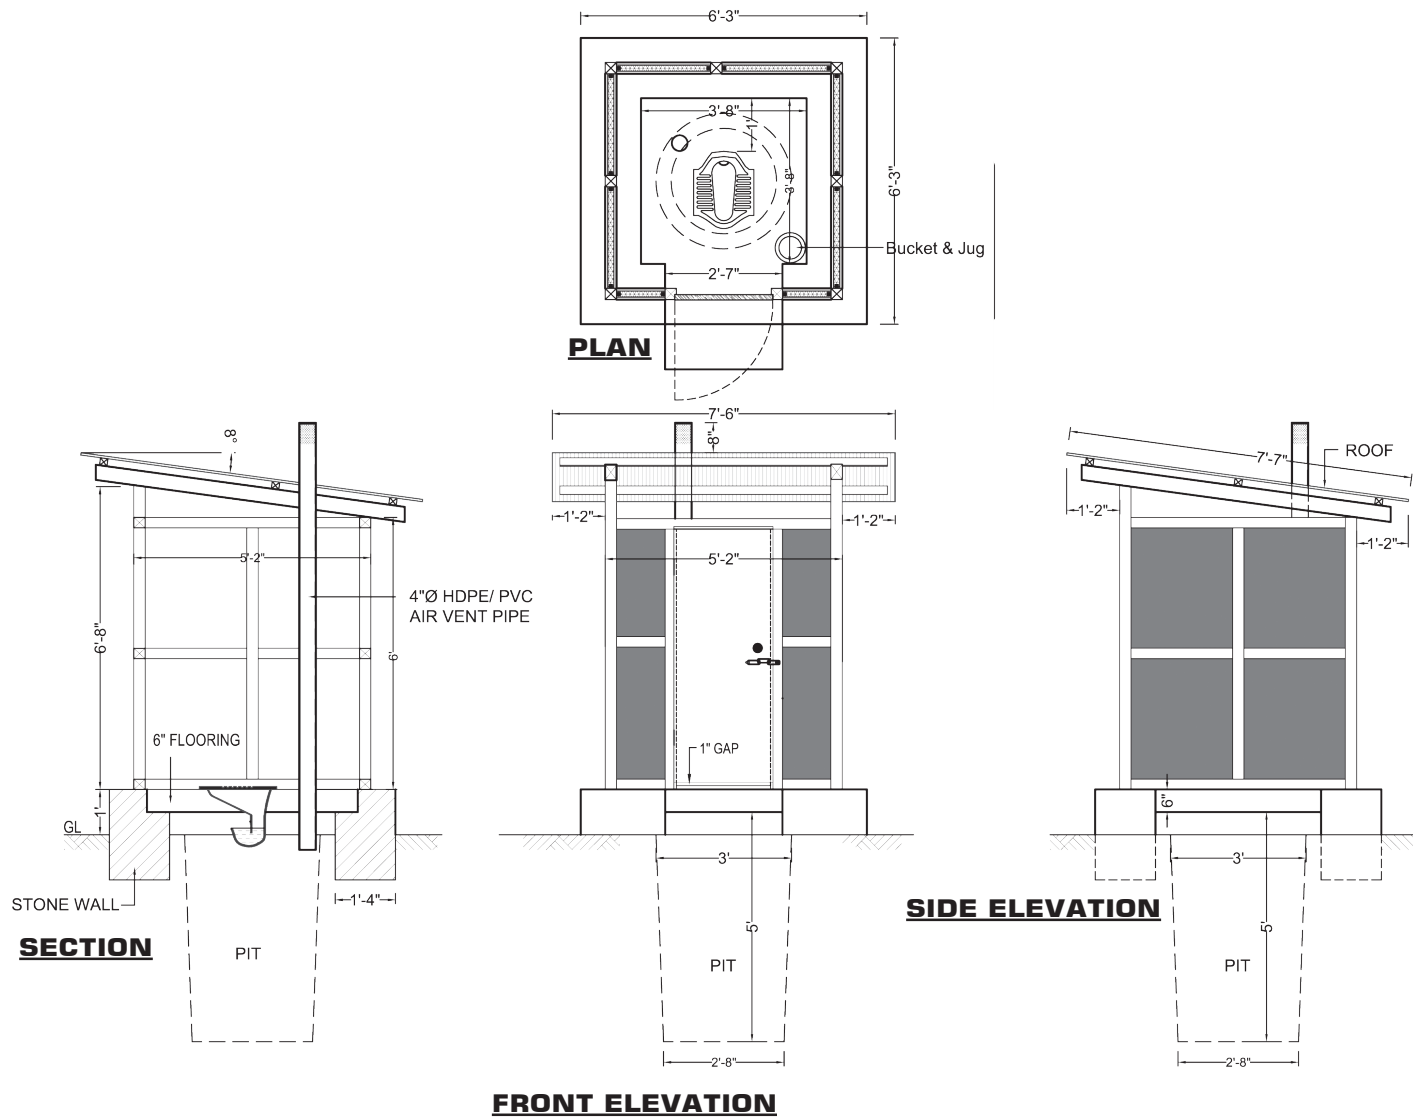 6'-3"
3'-8"
1'
3'-8"
6'-3"
Bucket & Jug
2'-7"
PLAN
8°
5'-2"
4"Ø HDPE/ PVC
AIR VENT PIPE
6'-8"
6'
6" FLOORING
1'
GL
STONE WALL
1'-4"
PIT
SECTION
7'-6"
8"
1'-2"
1'-2"
5'-2"
1" GAP
3'
5'
PIT
2'-8"
FRONT ELEVATION
7'-7"
ROOF
1'-2"
1'-2"
6"
3'
5'
PIT
2'-8"
SIDE ELEVATION